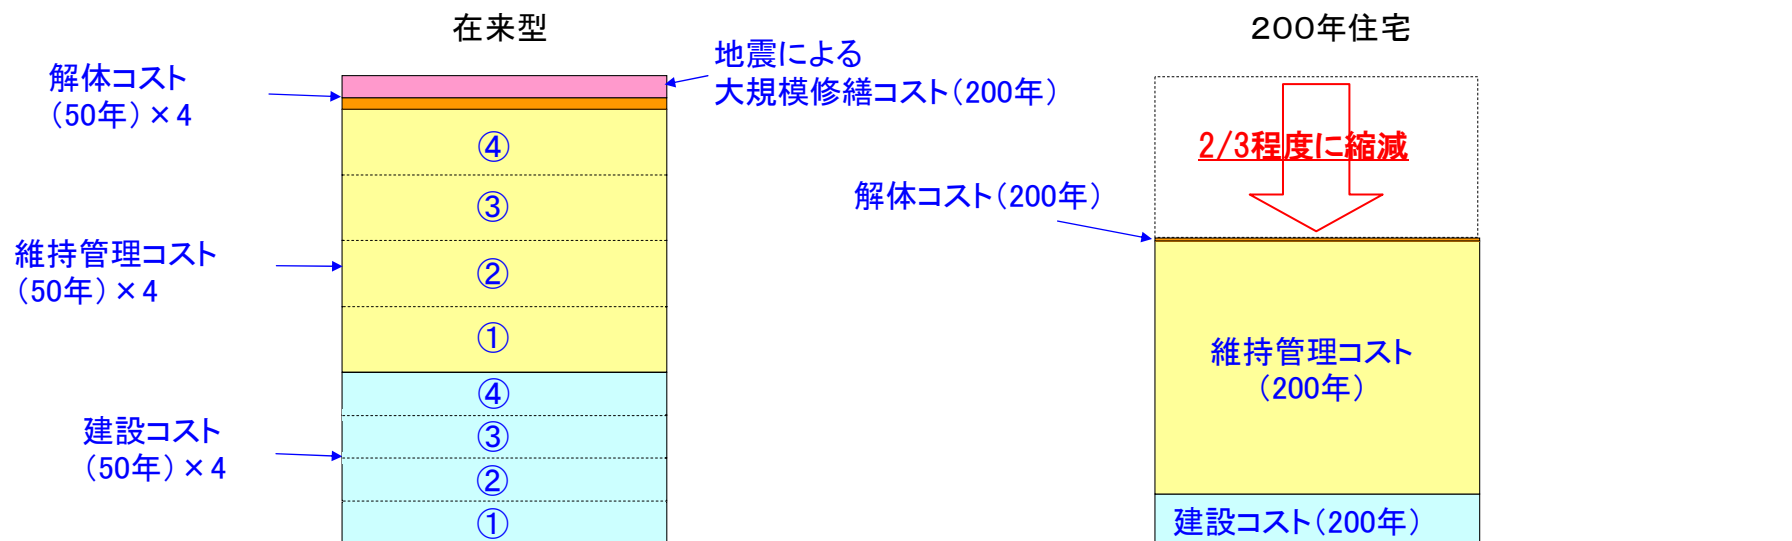 在来型
200年住宅
解体コスト
(50年)×4
地震による
大規模修繕コスト(200年)
④
③
②
①
維持管理コスト
(50年)×4
④
③
②
①
建設コスト
(50年)×4
2/3程度に縮減
解体コスト(200年)
維持管理コスト
(200年)
建設コスト(200年)